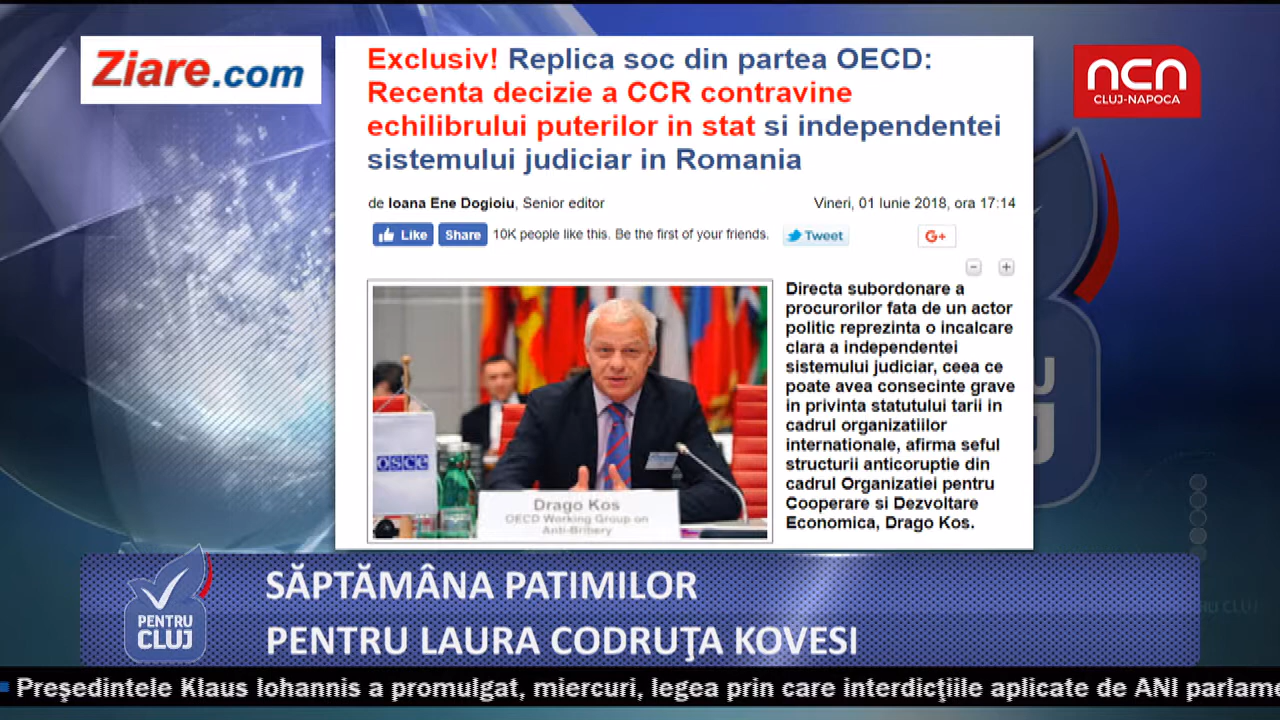 Ziare.com
Exclusiv! Replica soc din partea OECD:
Recenta decizie a CCR contravine
echilibrului puterilor in stat si independentei
sistemului judiciar in Romania
ncn
CLUJ-NAPOCA
de Ioana Ene Dogioiu, Senior editor
Vineri, 01 Iunie 2018, ora 17:14
Like Share 10K people like this. Be the first of your friends. Tweet G+
Directa subordonare a
procurorilor fata de un actor
politic reprezinta o incalcare
clara a independentei
sistemului judiciar, ceea ce
poate avea consecinte grave
in privinta statutului tarii in
cadrul organizatiilor
internationale, afirma seful
structurii anticoruptie din
cadrul Organizatiei pentru
Cooperare si Dezvoltare
Economica, Drago Kos.
osce
Drago Kos
OECD Working Group on
Anti-Bribery
PENTRU
CLUJ
SĂPTĂMÂNA PATIMILOR
PENTRU LAURA CODRUŢA KOVESI
Preşedintele Klaus Iohannis a promulgat, miercuri, legea prin care interdicţiile aplicate de ANI parlame